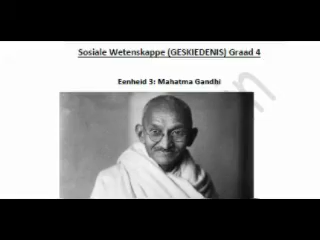 Sosiale Wetenskappe (GESKIEDENIS) Graad 4
Eenheid 3: Mahatma Gandhi